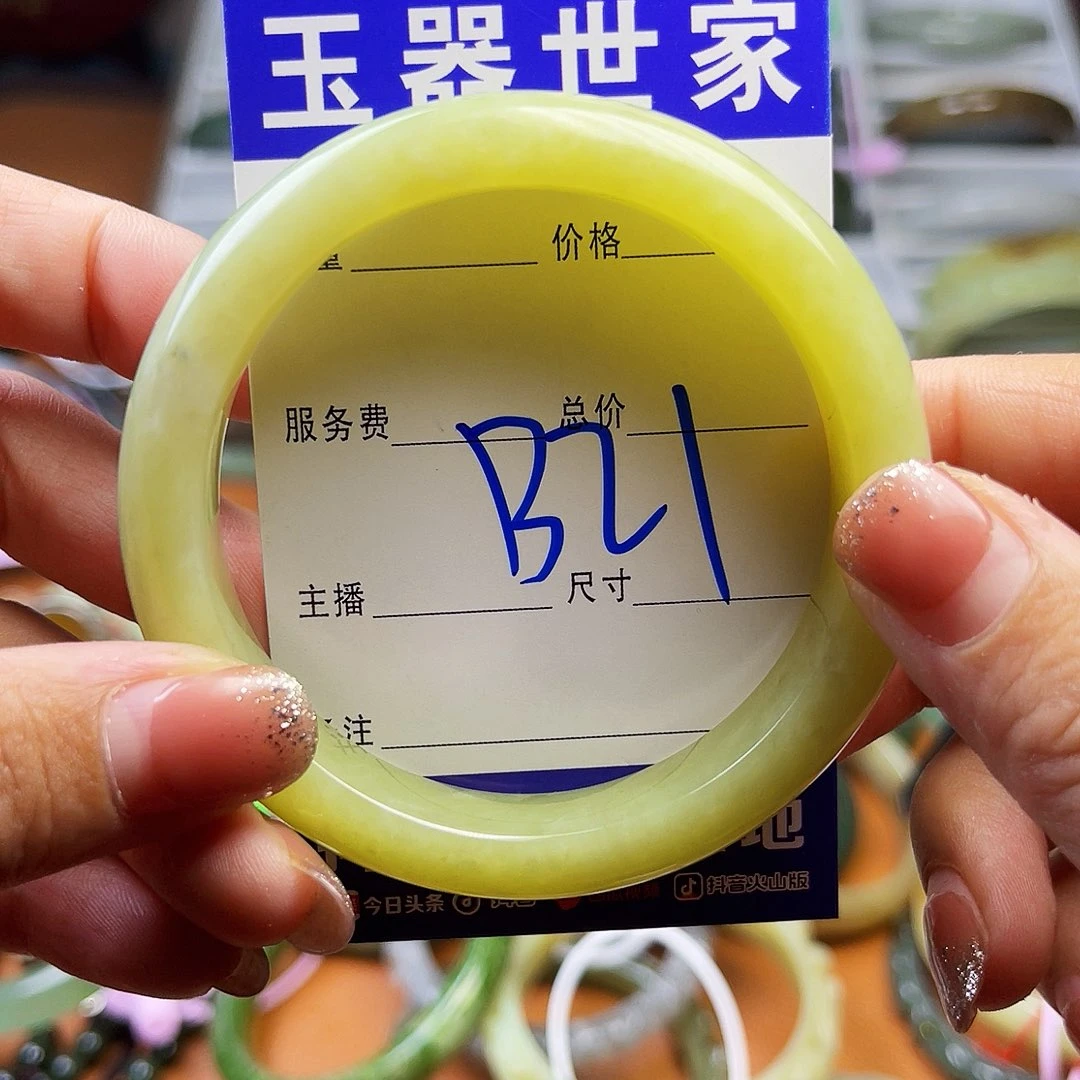 玉器世家
价格
服务费 总价
B21
主播 尺寸
注
地
今日头条 抖音火山版